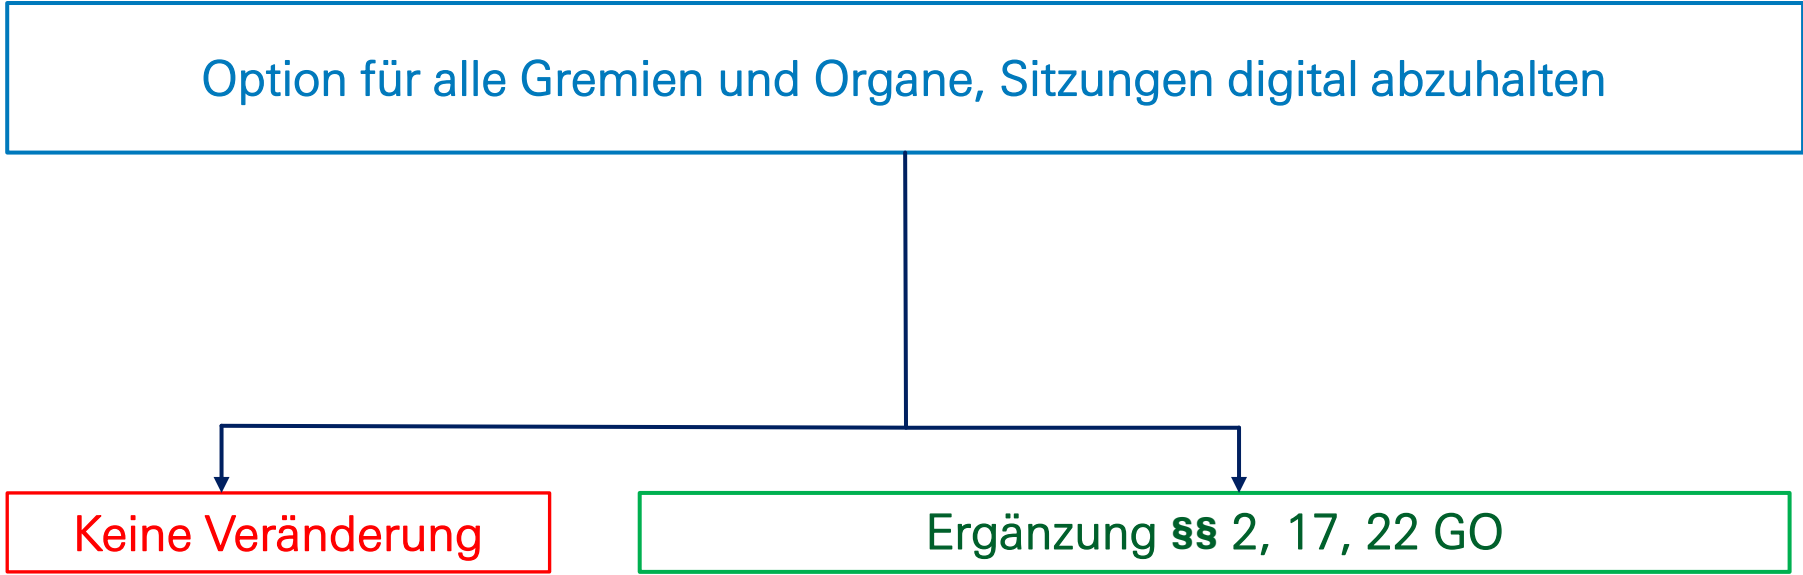 Option für alle Gremien und Organe, Sitzungen digital abzuhalten
Keine Veränderung
Ergänzung §§ 2, 17, 22 GO